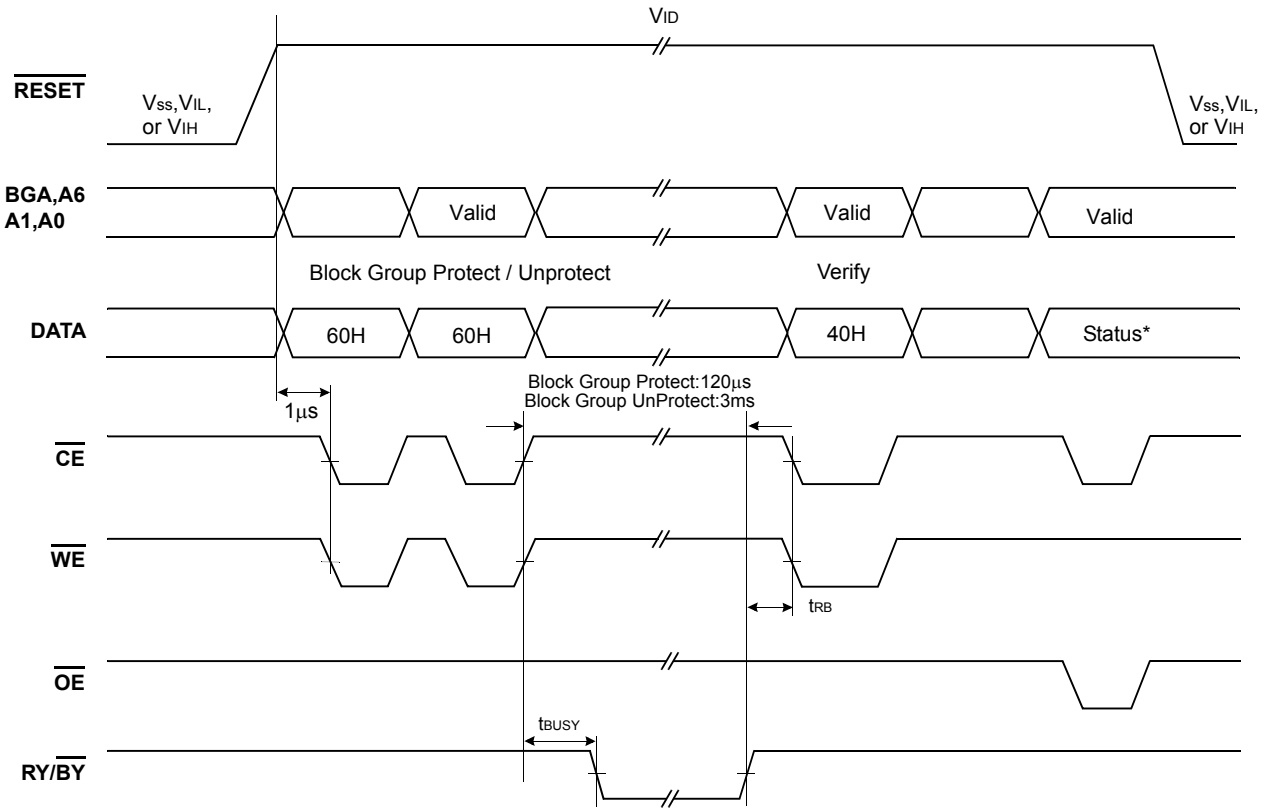 VID
RESET
Vss,VIL,
or VIH
Vss,VIL,
or VIH
BGA,A6
A1,A0
Valid
Valid
Valid
Block Group Protect / Unprotect
Verify
DATA
60H
60H
40H
Status*
Block Group Protect:120μs
Block Group UnProtect:3ms
1μs
CE
WE
tRB
OE
tBUSY
RY/BY